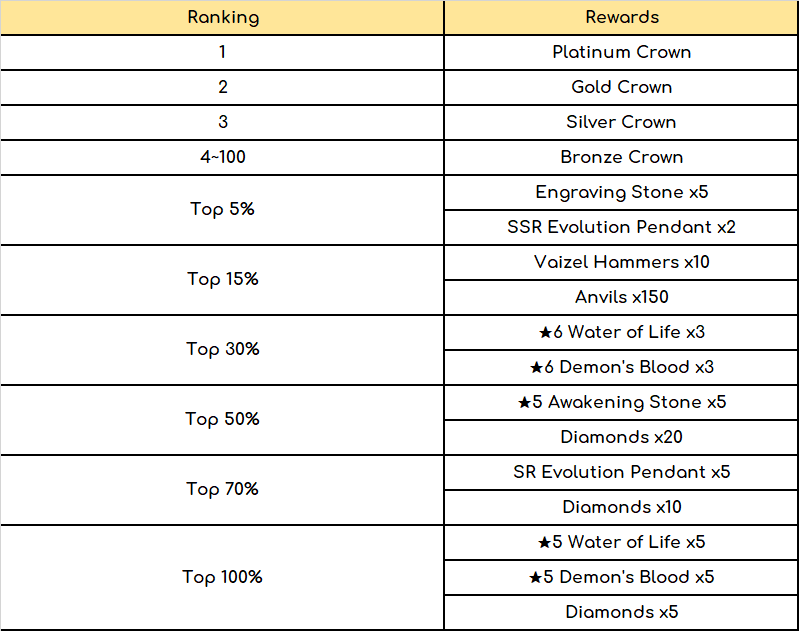 Ranking Rewards
1 Platinum Crown
2 Gold Crown
3 Silver Crown
4~100 Bronze Crown
Top 5%
Engraving Stone x5
SSR Evolution Pendant x2
Top 15%
Vaizel Hammers x10
Anvils x150
Top 30%
★6 Water of Life x3
★6 Demon's Blood x3
Top 50%
★5 Awakening Stone x5
Diamonds x20
Top 70%
SR Evolution Pendant x5
Diamonds x10
Top 100%
★5 Water of Life x5
★5 Demon's Blood x5
Diamonds x5